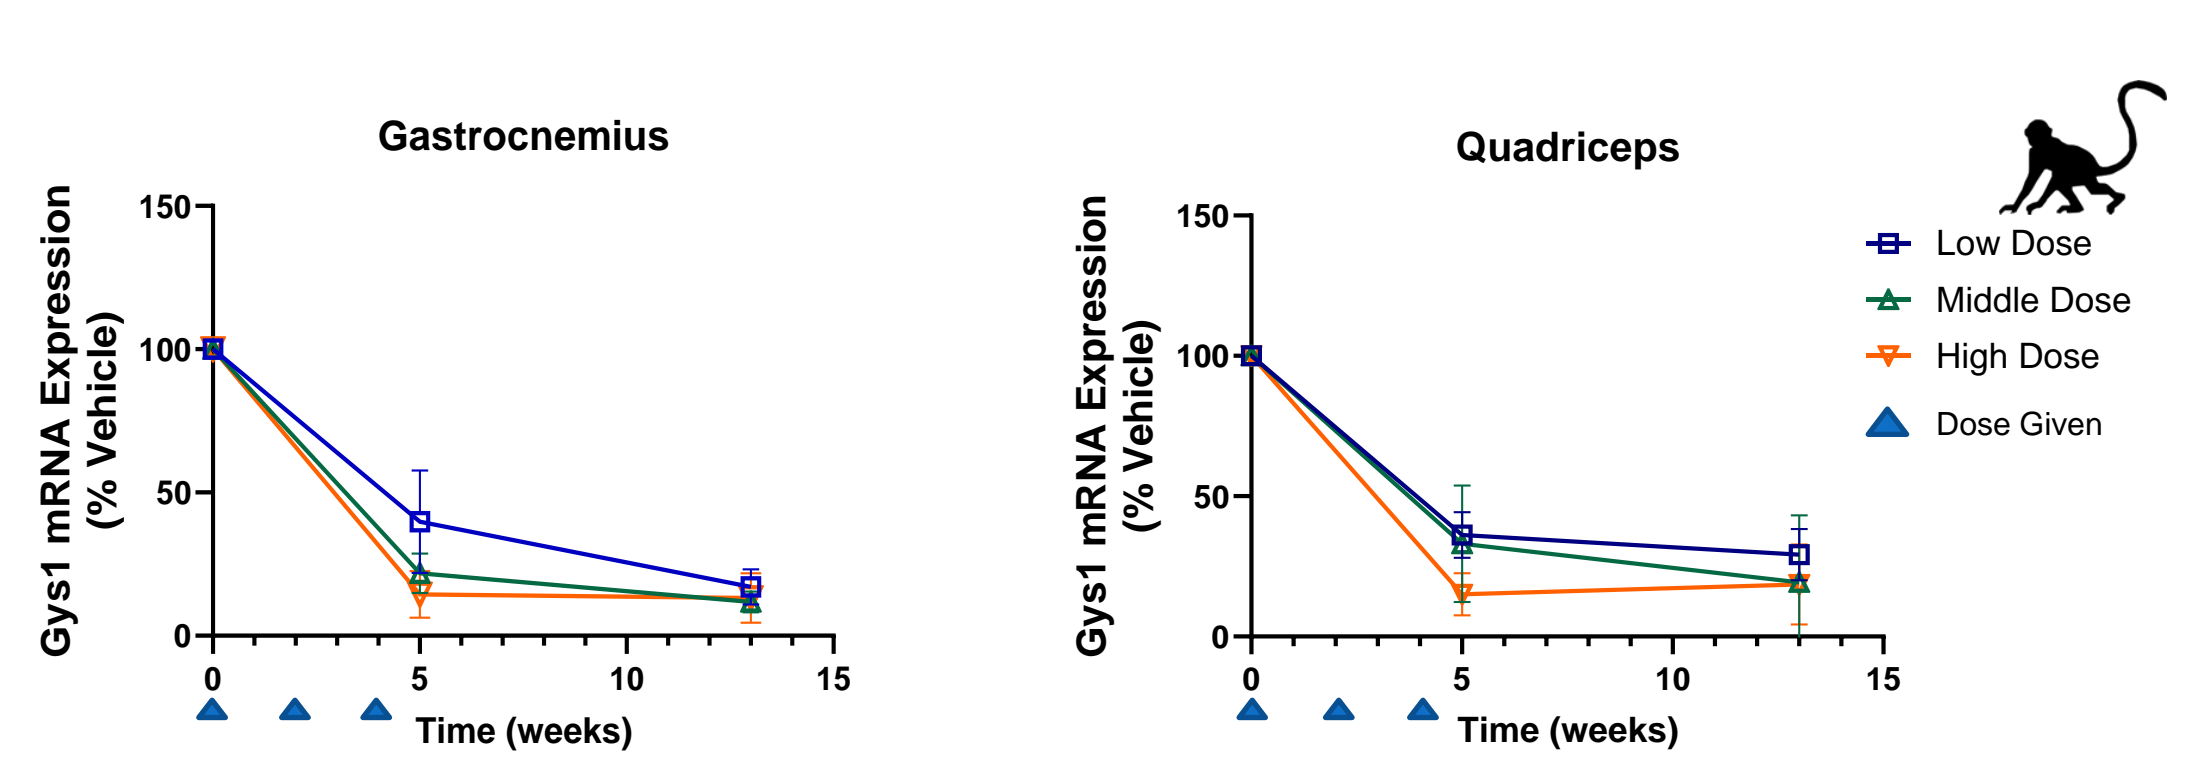 Gastrocnemius
Gys1 mRNA Expression
(% Vehicle)
150
100
50
0
0 5 10 15
Time (weeks)
Quadriceps
Gys1 mRNA Expression
(% Vehicle)
150
100
50
0
0 5 10 15
Time (weeks)
Low Dose
Middle Dose
High Dose
Dose Given